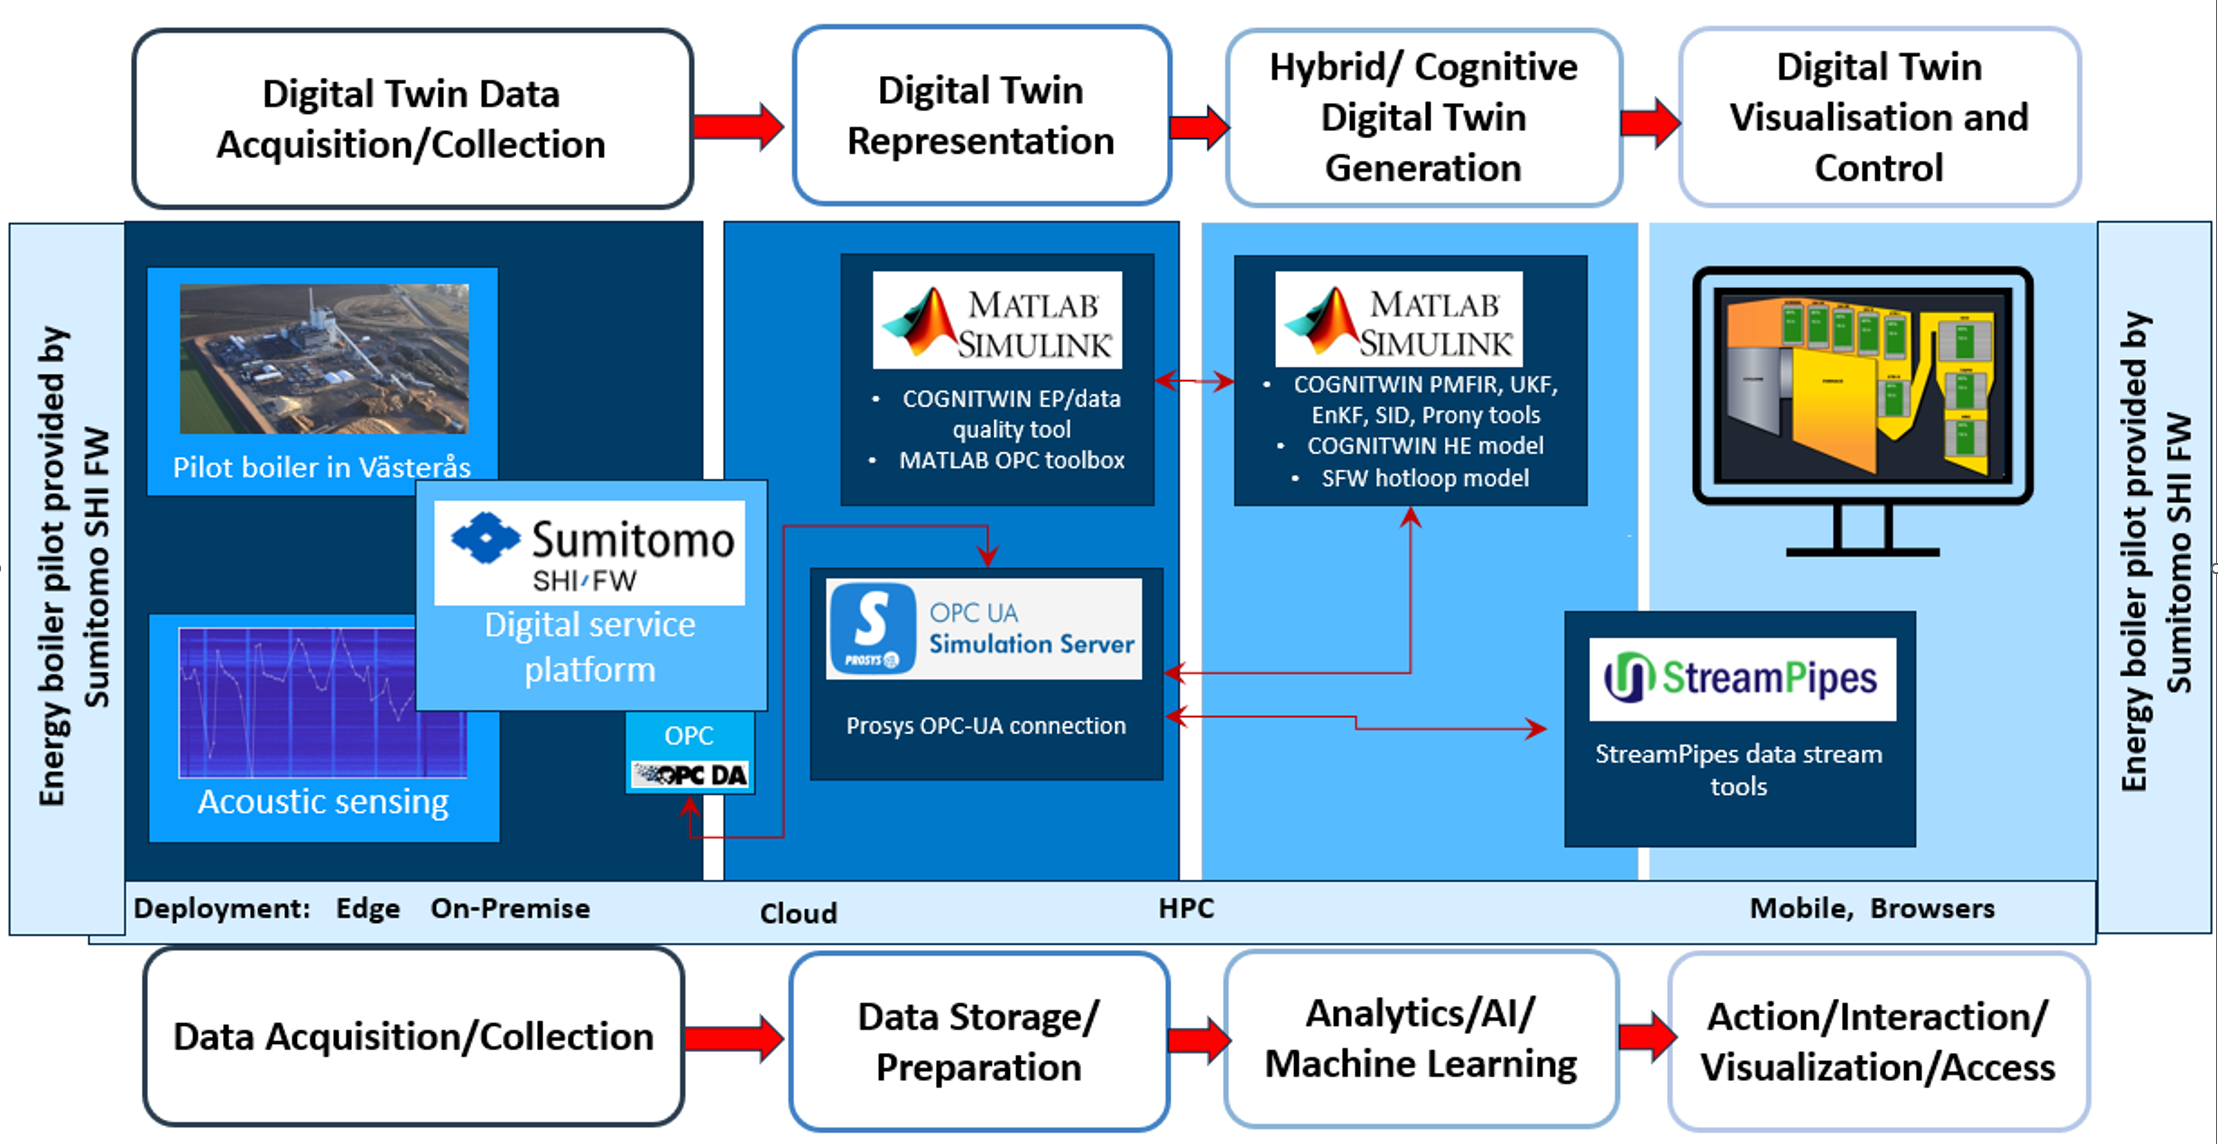 Digital Twin Data
Acquisition/Collection
Digital Twin
Representation
Hybrid/ Cognitive
Digital Twin
Generation
Digital Twin
Visualisation and
Control
Energy boiler pilot provided by
Sumitomo SHI FW
Pilot boiler in Västerås
Sumitomo
SHI FW
Digital service
platform
Acoustic sensing
OPC
OPC DA
MATLAB
SIMULINK
• COGNITWIN EP/data
quality tool
• MATLAB OPC toolbox
S
PROSYS
OPC UA
Simulation Server
Prosys OPC-UA connection
MATLAB
SIMULINK
• COGNITWIN PMFIR, UKF,
EnKF, SID, Prony tools
• COGNITWIN HE model
• SFW hotloop model
StreamPipes
StreamPipes data stream
tools
Energy boiler pilot provided by
Sumitomo SHI FW
Deployment: Edge On-Premise
Cloud
HPC
Mobile, Browsers
Data Acquisition/Collection
Data Storage/
Preparation
Analytics/AI/
Machine Learning
Action/Interaction/
Visualization/Access